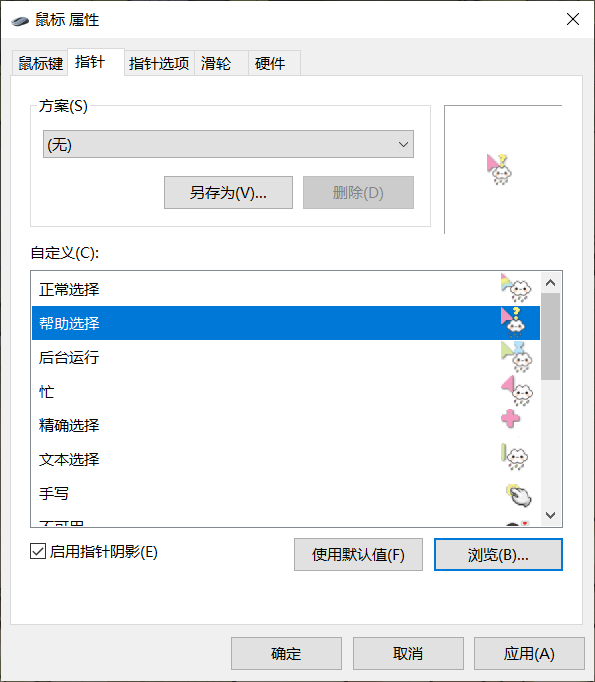 鼠标 属性
鼠标键 指针 指针选项 滑轮 硬件
方案(S)
(无)
另存为(V)... 删除(D)
自定义(C):
正常选择
帮助选择
后台运行
忙
精确选择
文本选择
手写
不可用
启用指针阴影(E) 使用默认值(F) 浏览(B)...
确定 取消 应用(A)